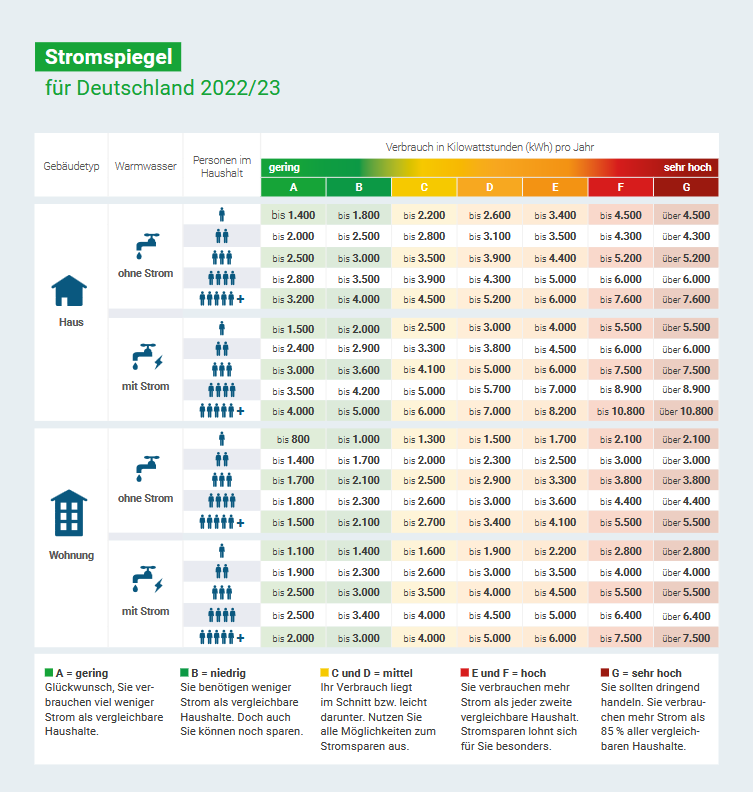 Stromspiegel
für Deutschland 2022/23
Gebäudetyp Warmwasser Personen im Haushalt Verbrauch in Kilowattstunden (kWh) pro Jahr
gering sehr hoch
A B C D E F G
bis 1.400 bis 1.800 bis 2.200 bis 2.600 bis 3.400 bis 4.500 über 4.500
bis 2.000 bis 2.500 bis 2.800 bis 3.100 bis 3.500 bis 4.300 über 4.300
ohne Strom bis 2.500 bis 3.000 bis 3.500 bis 3.900 bis 4.400 bis 5.200 über 5.200
bis 2.800 bis 3.500 bis 3.900 bis 4.300 bis 5.000 bis 6.000 über 6.000
+ bis 3.200 bis 4.000 bis 4.500 bis 5.200 bis 6.000 bis 7.600 über 7.600
Haus
bis 1.500 bis 2.000 bis 2.500 bis 3.000 bis 4.000 bis 5.500 über 5.500
bis 2.400 bis 2.900 bis 3.300 bis 3.800 bis 4.500 bis 6.000 über 6.000
mit Strom bis 3.000 bis 3.600 bis 4.100 bis 5.000 bis 6.000 bis 7.500 über 7.500
bis 3.500 bis 4.200 bis 5.000 bis 5.700 bis 7.000 bis 8.900 über 8.900
+ bis 4.000 bis 5.000 bis 6.000 bis 7.000 bis 8.200 bis 10.800 über 10.800
bis 800 bis 1.000 bis 1.300 bis 1.500 bis 1.700 bis 2.100 über 2.100
bis 1.400 bis 1.700 bis 2.000 bis 2.300 bis 2.500 bis 3.000 über 3.000
ohne Strom bis 1.700 bis 2.100 bis 2.500 bis 2.900 bis 3.300 bis 3.800 über 3.800
bis 1.800 bis 2.300 bis 2.600 bis 3.000 bis 3.600 bis 4.400 über 4.400
+ bis 1.500 bis 2.100 bis 2.700 bis 3.400 bis 4.100 bis 5.500 über 5.500
Wohnung
bis 1.100 bis 1.400 bis 1.600 bis 1.900 bis 2.200 bis 2.800 über 2.800
bis 1.900 bis 2.300 bis 2.600 bis 3.000 bis 3.500 bis 4.000 über 4.000
mit Strom bis 2.500 bis 3.000 bis 3.500 bis 4.000 bis 4.500 bis 5.500 über 5.500
bis 2.500 bis 3.400 bis 4.000 bis 4.500 bis 5.000 bis 6.400 über 6.400
+ bis 2.000 bis 3.000 bis 4.000 bis 5.000 bis 6.000 bis 7.500 über 7.500
A = gering
Glückwunsch, Sie ver-
brauchen viel weniger
Strom als vergleichbare
Haushalte.
B = niedrig
Sie benötigen weniger
Strom als vergleichbare
Haushalte. Doch auch
Sie können noch sparen.
C und D = mittel
Ihr Verbrauch liegt
im Schnitt bzw. leicht
darunter. Nutzen Sie
alle Möglichkeiten zum
Stromsparen aus.
E und F = hoch
Sie verbrauchen mehr
Strom als jeder zweite
vergleichbare Haushalt.
Stromsparen lohnt sich
für Sie besonders.
G = sehr hoch
Sie sollten dringend
handeln. Sie verbrau-
chen mehr Strom als
85 % aller vergleich-
baren Haushalte.